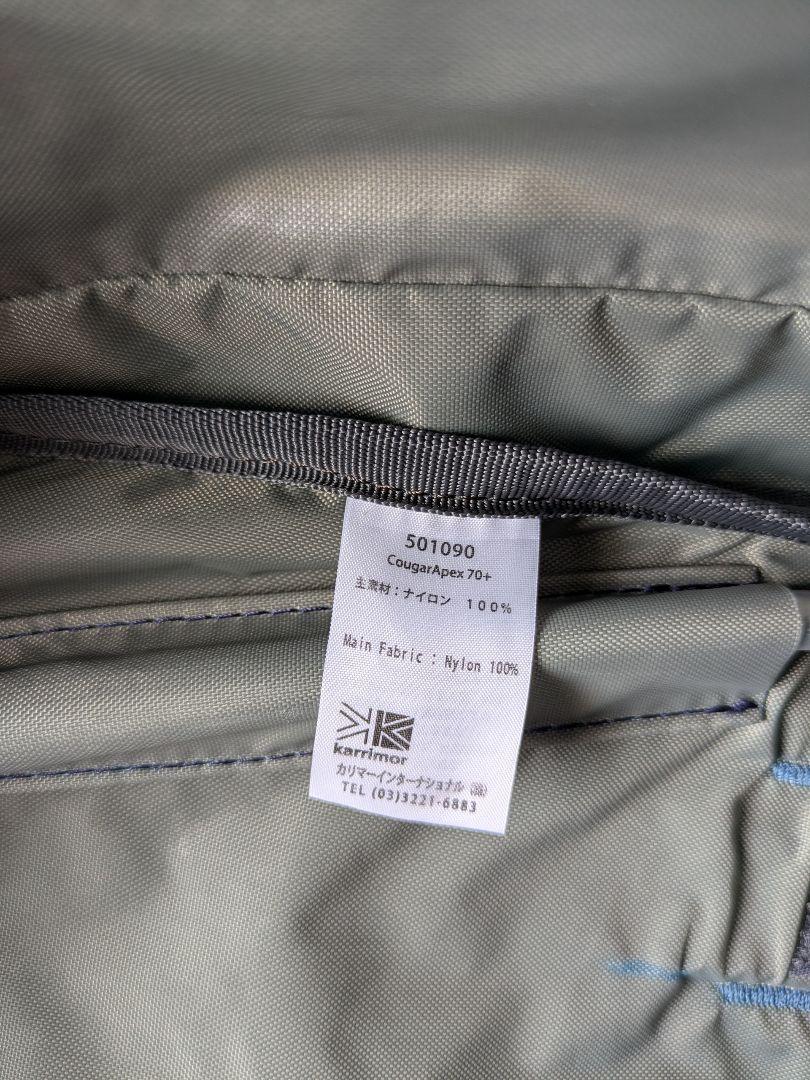 501090
CougarApex 70+
主素材：ナイロン 100%
Main Fabric : Nylon 100%
karrimor
カリマーインターナショナル（株）
TEL (03)3221-6883